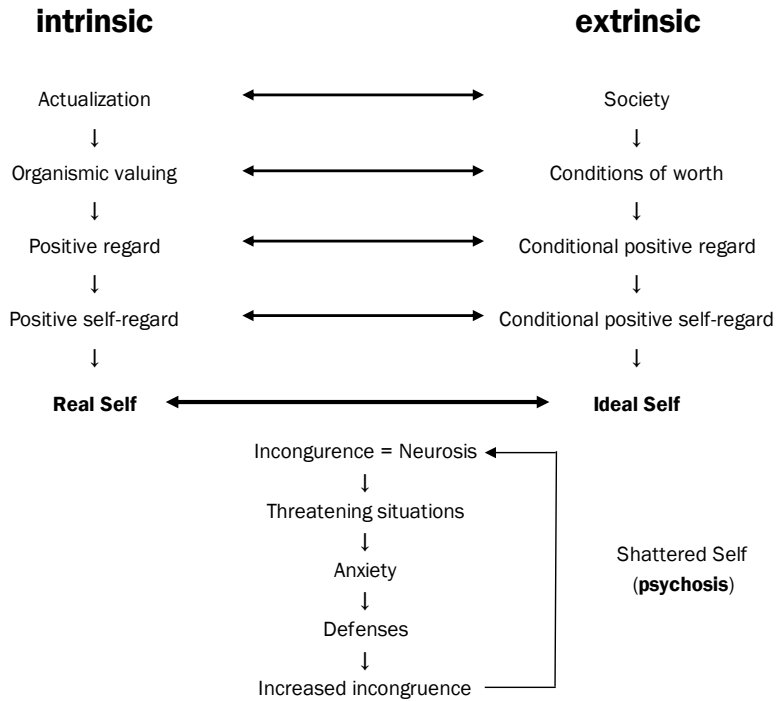 intrinsic
extrinsic
Actualization
Society
Organismic valuing
Conditions of worth
Positive regard
Conditional positive regard
Positive self-regard
Conditional positive self-regard
Real Self
Ideal Self
Incongurence = Neurosis
Threatening situations
Anxiety
Defenses
Increased incongruence
Shattered Self
(psychosis)